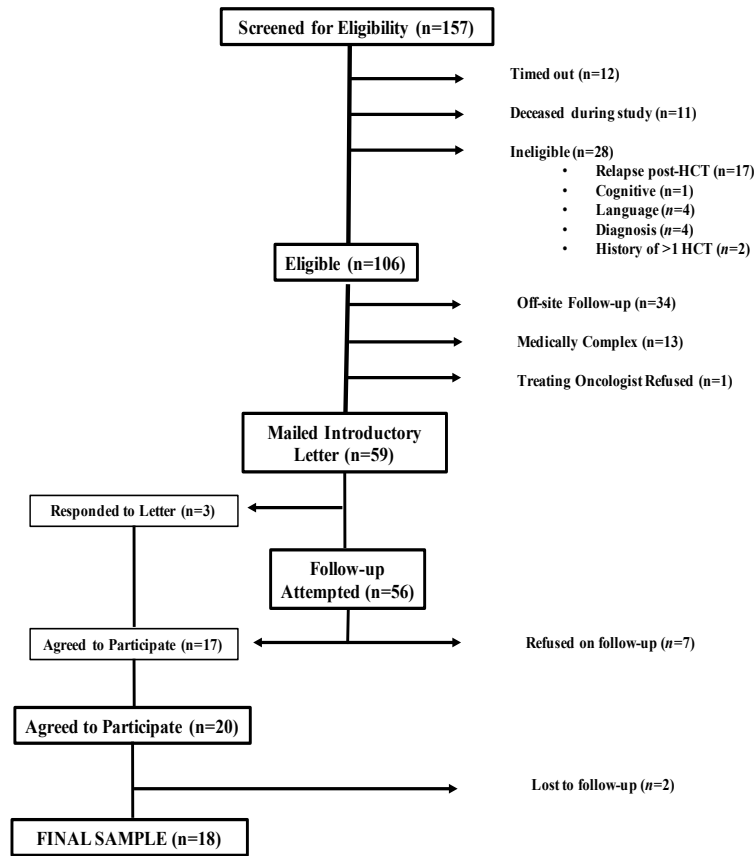 Screened for Eligibility (n=157)
Timed out (n=12)
Deceased during study (n=11)
Ineligible (n=28)
• Relapse post-HCT (n=17)
• Cognitive (n=1)
• Language (n=4)
• Diagnosis (n=4)
• History of >1 HCT (n=2)
Eligible (n=106)
Off-site Follow-up (n=34)
Medically Complex (n=13)
Treating Oncologist Refused (n=1)
Mailed Introductory
Letter (n=59)
Responded to Letter (n=3)
Follow-up
Attempted (n=56)
Agreed to Participate (n=17)
Refused on follow-up (n=7)
Agreed to Participate (n=20)
Lost to follow-up (n=2)
FINAL SAMPLE (n=18)